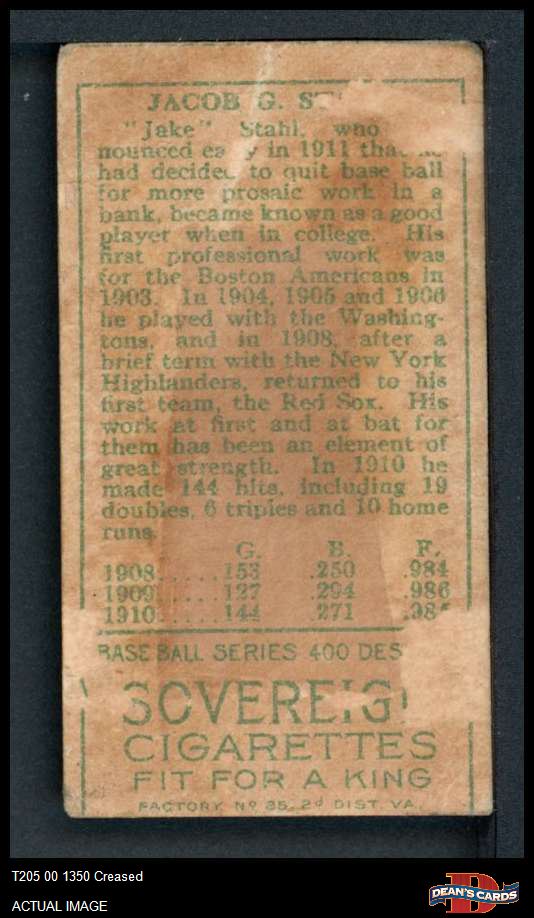 JACOB G. ST
"Jake" Stahl, who
nounced ea y in 1911 that he
had decided to quit base ball
for more prosaic work in a
bank, became known as a good
player when in college. His
first professional work was
for the Boston Americans in
1903. In 1904, 1905 and 1906
he played with the Washing-
tons, and in 1908, after a
brief term with the New York
Highlanders, returned to his
first team, the Red Sox. His
work at first and at bat for
them has been an element of
great strength. In 1910 he
made 144 hits, including 19
doubles, 6 triples and 10 home
runs.
G. B. F.
1908.....153 .250 .984
1909.....127 .294 .986
1910.....144 .271 .98
BASE BALL SERIES 400 DES
SOVEREIG
CIGARETTES
FIT FOR A KING
FACTORY No 35, 2d DIST. VA.
T205 00 1350 Creased
ACTUAL IMAGE
DEAN'S CARDS